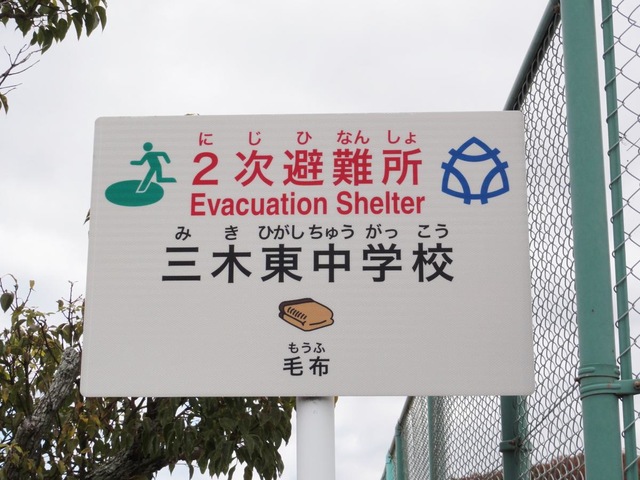 に じ ひ なん しょ
2次避難所
Evacuation Shelter
み き ひがし ちゅう がっ こう
三木東中学校
もうふ
毛布